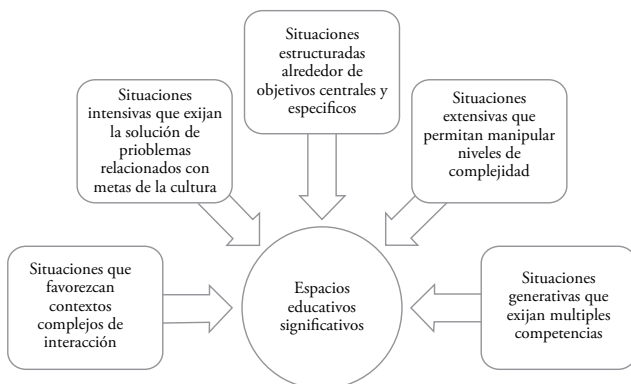 Situaciones
estructuradas
alrededor de
objetivos centrales y
especificos
Situaciones
intensivas que exijan
la solución de
prioblemas
relacionados con
metas de la cultura
Situaciones
extensivas que
permitan manipular
niveles de
complejidad
Situaciones que
favorezcan
contextos
complejos de
interacción
Espacios
educativos
significativos
Situaciones
generativas que
exijan multiples
competencias